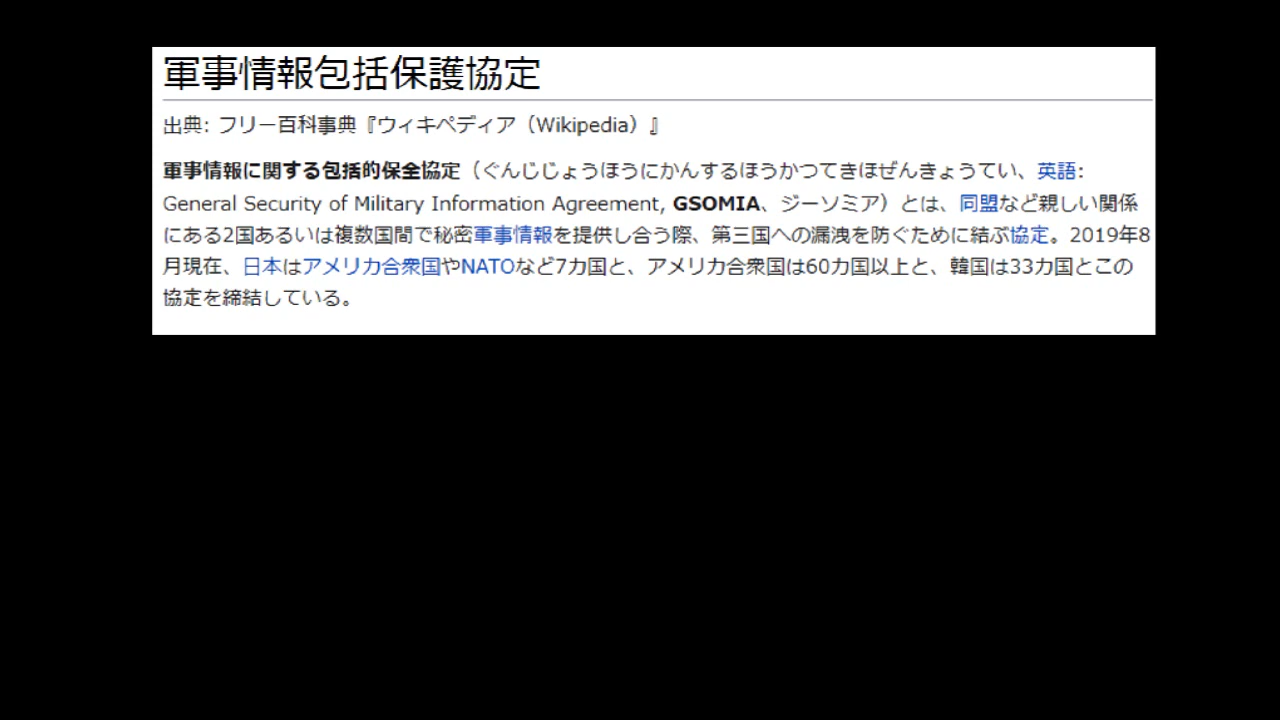 軍事情報包括保護協定
出典: フリー百科事典『ウィキペディア（Wikipedia）』
軍事情報に関する包括的保全協定（ぐんじじょうほうにかんするほうかつてきほぜんきょうてい、英語:
General Security of Military Information Agreement, GSOMIA、ジーソミア）とは、同盟など親しい関係
にある2国あるいは複数国間で秘密軍事情報を提供し合う際、第三国への漏洩を防ぐために結ぶ協定。2019年8
月現在、日本はアメリカ合衆国やNATOなど7カ国と、アメリカ合衆国は60カ国以上と、韓国は33カ国とこの
協定を締結している。